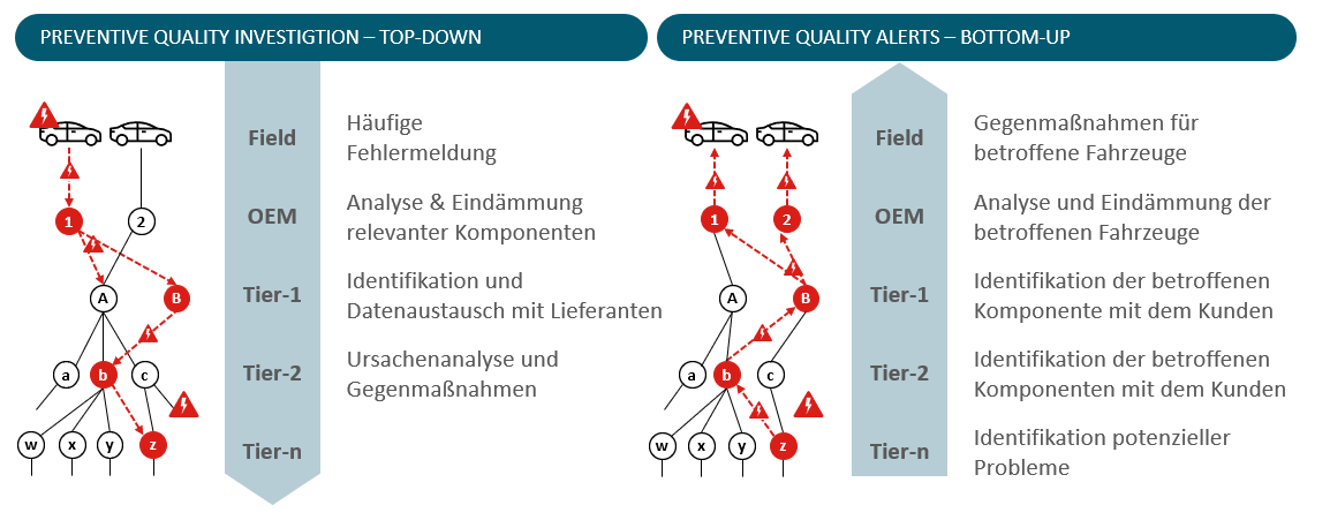 PREVENTIVE QUALITY INVESTIGTION – TOP-DOWN
Field
Häufige
Fehlermeldung
OEM
Analyse & Eindämmung
relevanter Komponenten
Tier-1
Identifikation und
Datenaustausch mit Lieferanten
Tier-2
Ursachenanalyse und
Gegenmaßnahmen
Tier-n
1
2
A
B
a
b
c
w
x
y
z
PREVENTIVE QUALITY ALERTS – BOTTOM-UP
Field
Gegenmaßnahmen für
betroffene Fahrzeuge
OEM
Analyse und Eindämmung der
betroffenen Fahrzeuge
Tier-1
Identifikation der betroffenen
Komponente mit dem Kunden
Tier-2
Identifikation der betroffenen
Komponenten mit dem Kunden
Tier-n
Identifikation potenzieller
Probleme
1
2
A
B
a
b
c
w
x
y
z